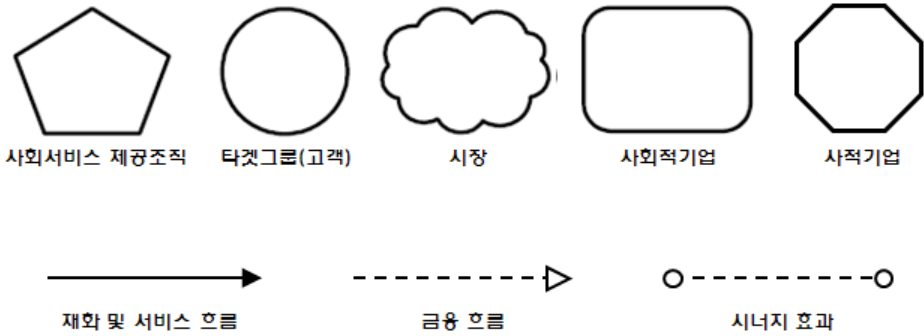 사회서비스 제공조직 타겟그룹(고객) 시장 사회적기업 사적기업
재화 및 서비스 흐름 금융 흐름 시너지 효과